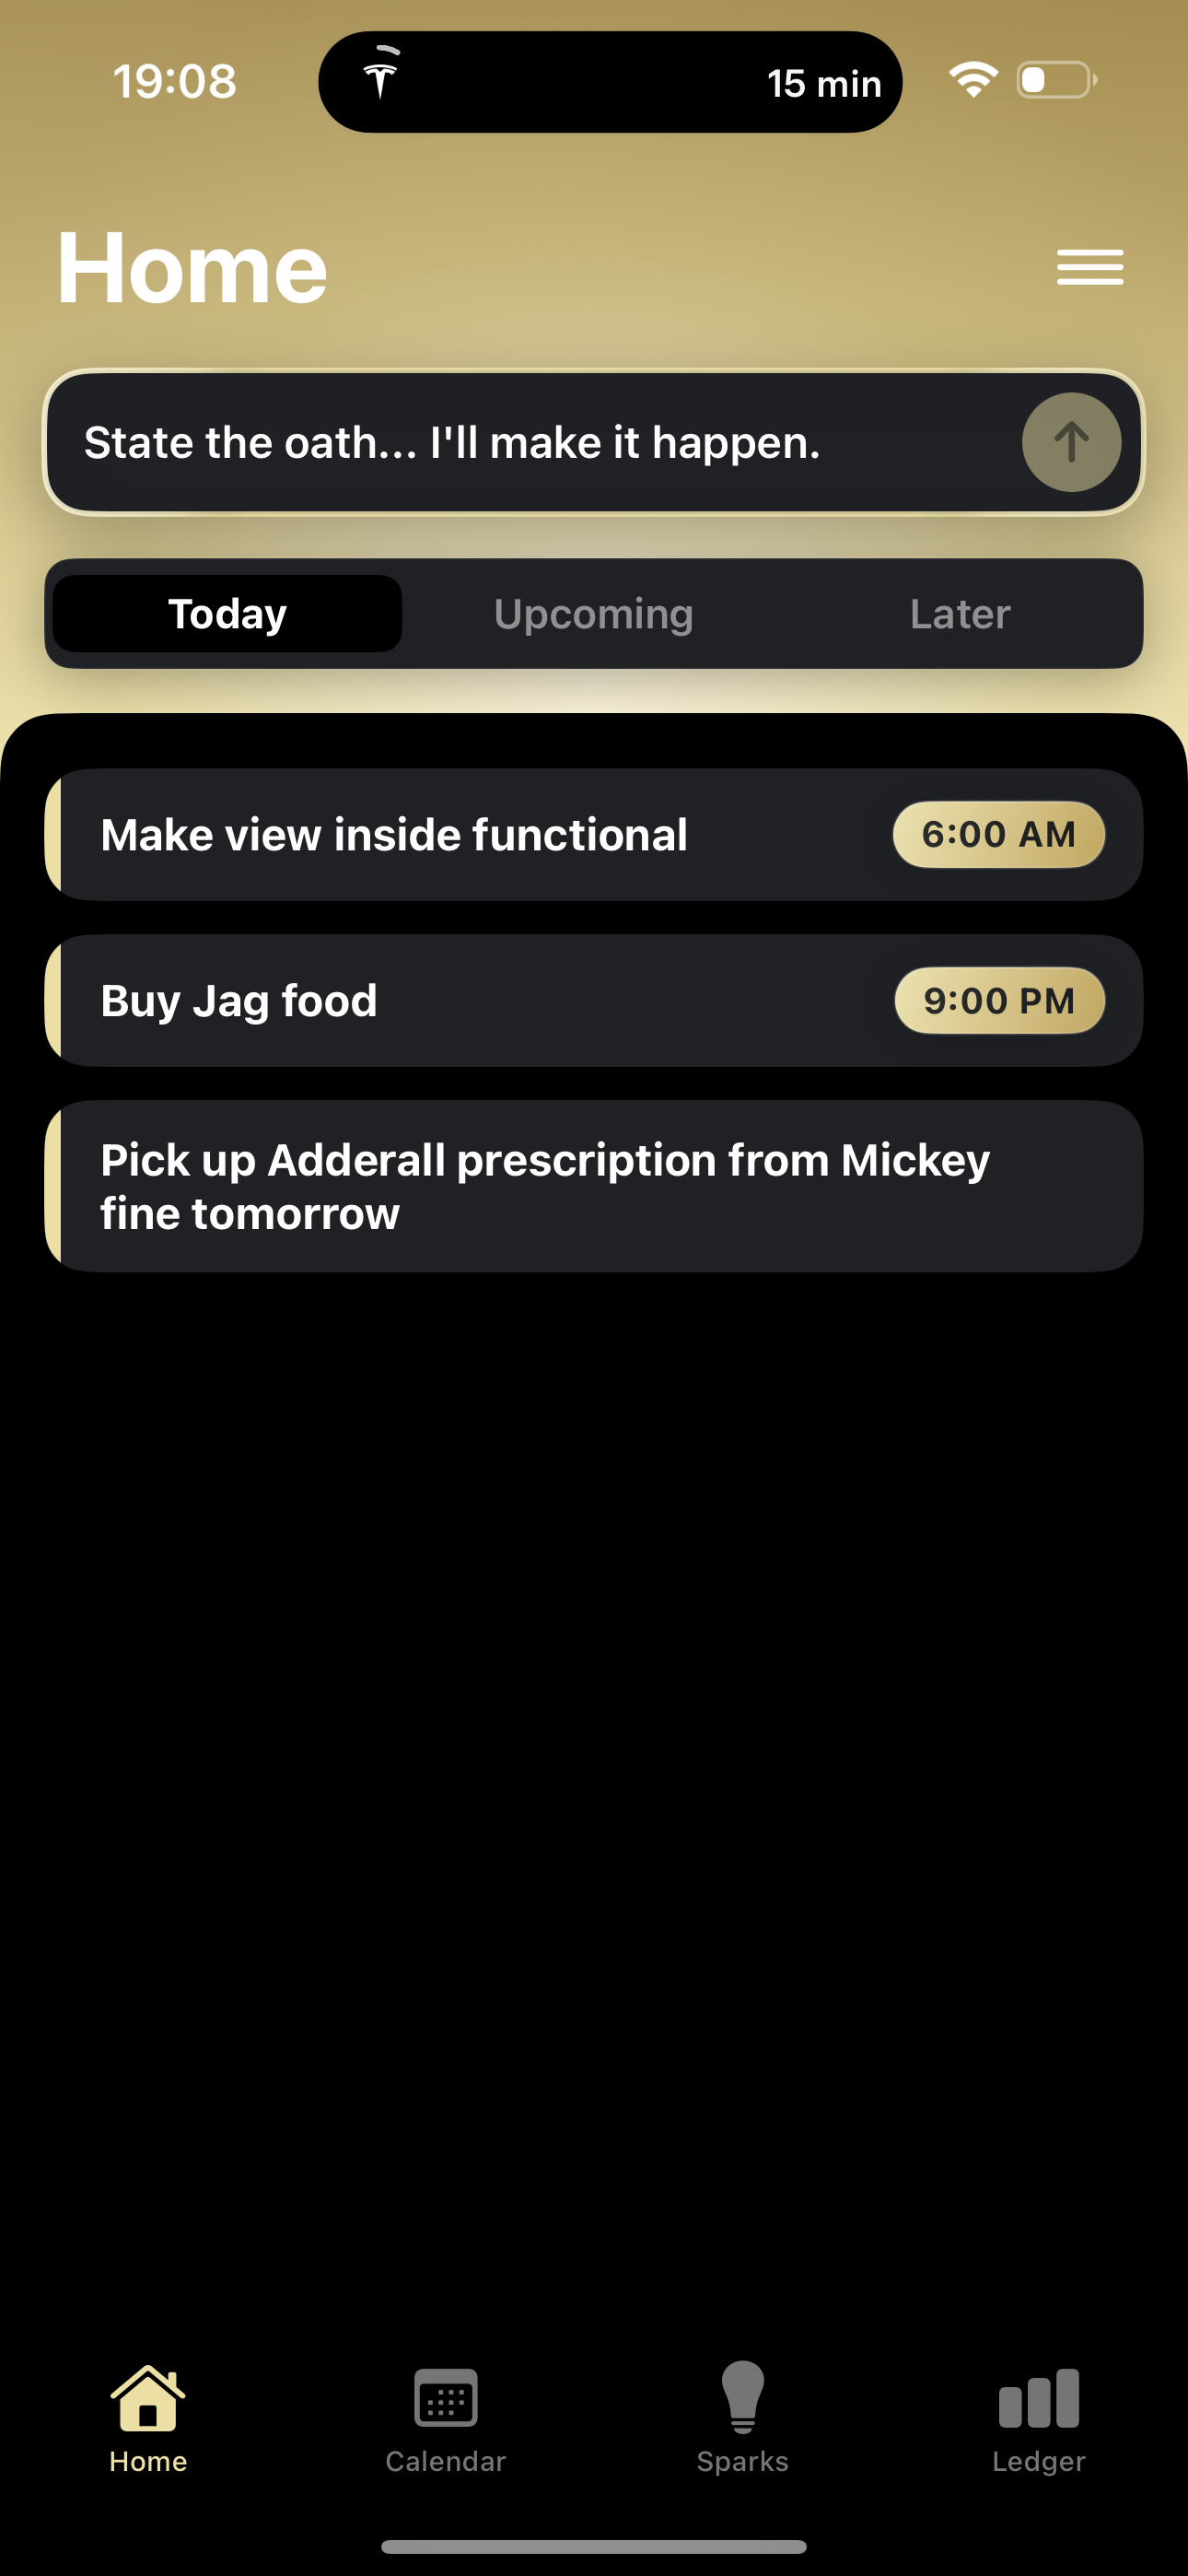 19:08
15 min
Home
State the oath... I'll make it happen.
Today
Upcoming
Later
Make view inside functional
6:00 AM
Buy Jag food
9:00 PM
Pick up Adderall prescription from Mickey
fine tomorrow
Home
Calendar
Sparks
Ledger